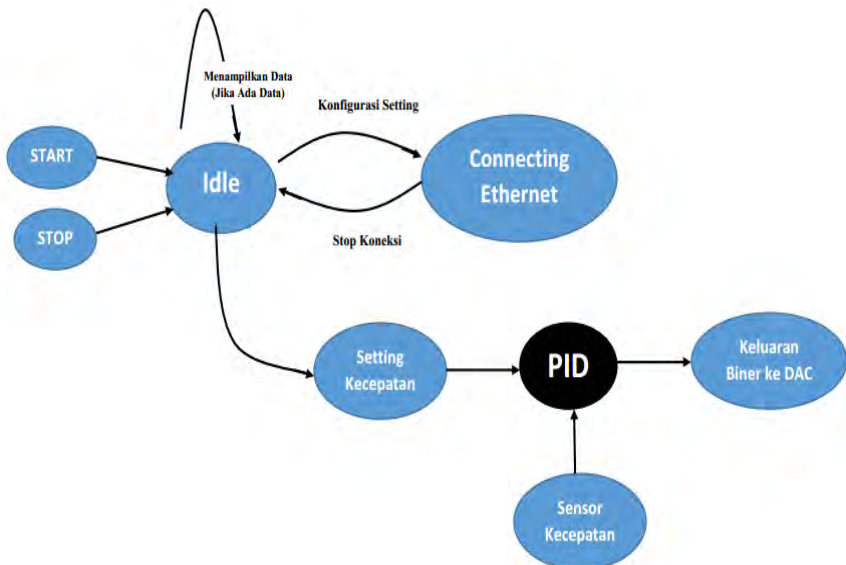 Menampilkan Data
(Jika Ada Data)
Konfigurasi Setting
START
Idle
Connecting
Ethernet
STOP
Stop Koneksi
Setting
Kecepatan
PID
Keluaran
Biner ke DAC
Sensor
Kecepatan